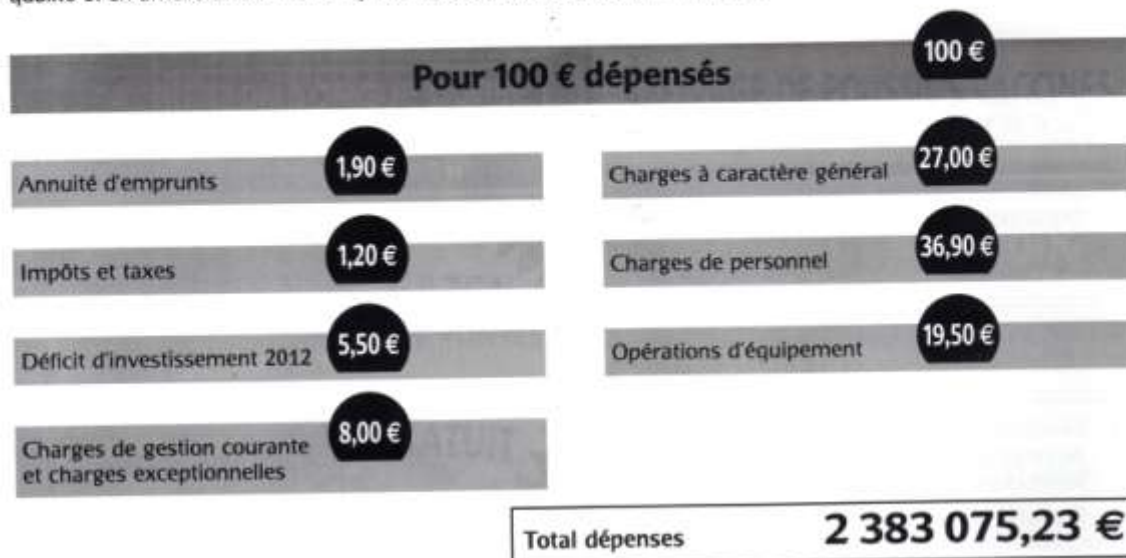 Pour 100 € dépensés
100 €
Annuité d'emprunts
1,90 €
Impôts et taxes
1,20 €
Déficit d'investissement 2012
5,50 €
Charges de gestion courante
et charges exceptionnelles
8,00 €
Charges à caractère général
27,00 €
Charges de personnel
36,90 €
Opérations d'équipement
19,50 €
Total dépenses
2 383 075,23 €